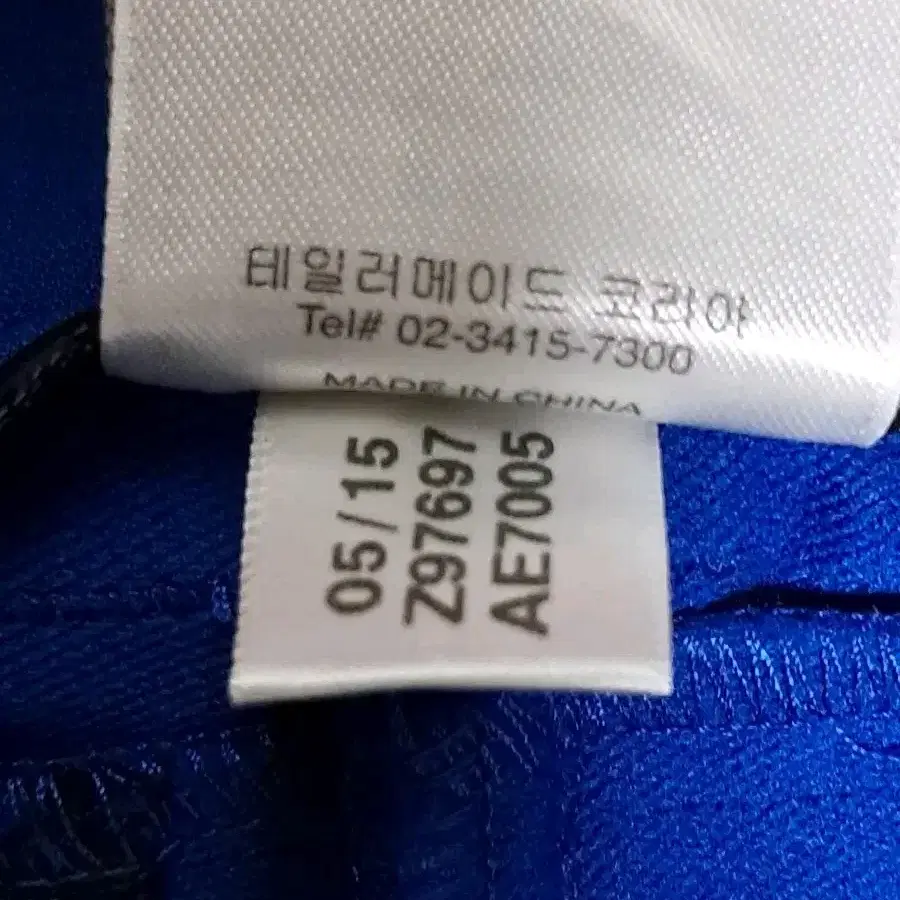 테일러메이드 코리아
Tel# 02-3415-7300
MADE IN CHINA
05/15
Z97697
AE7005